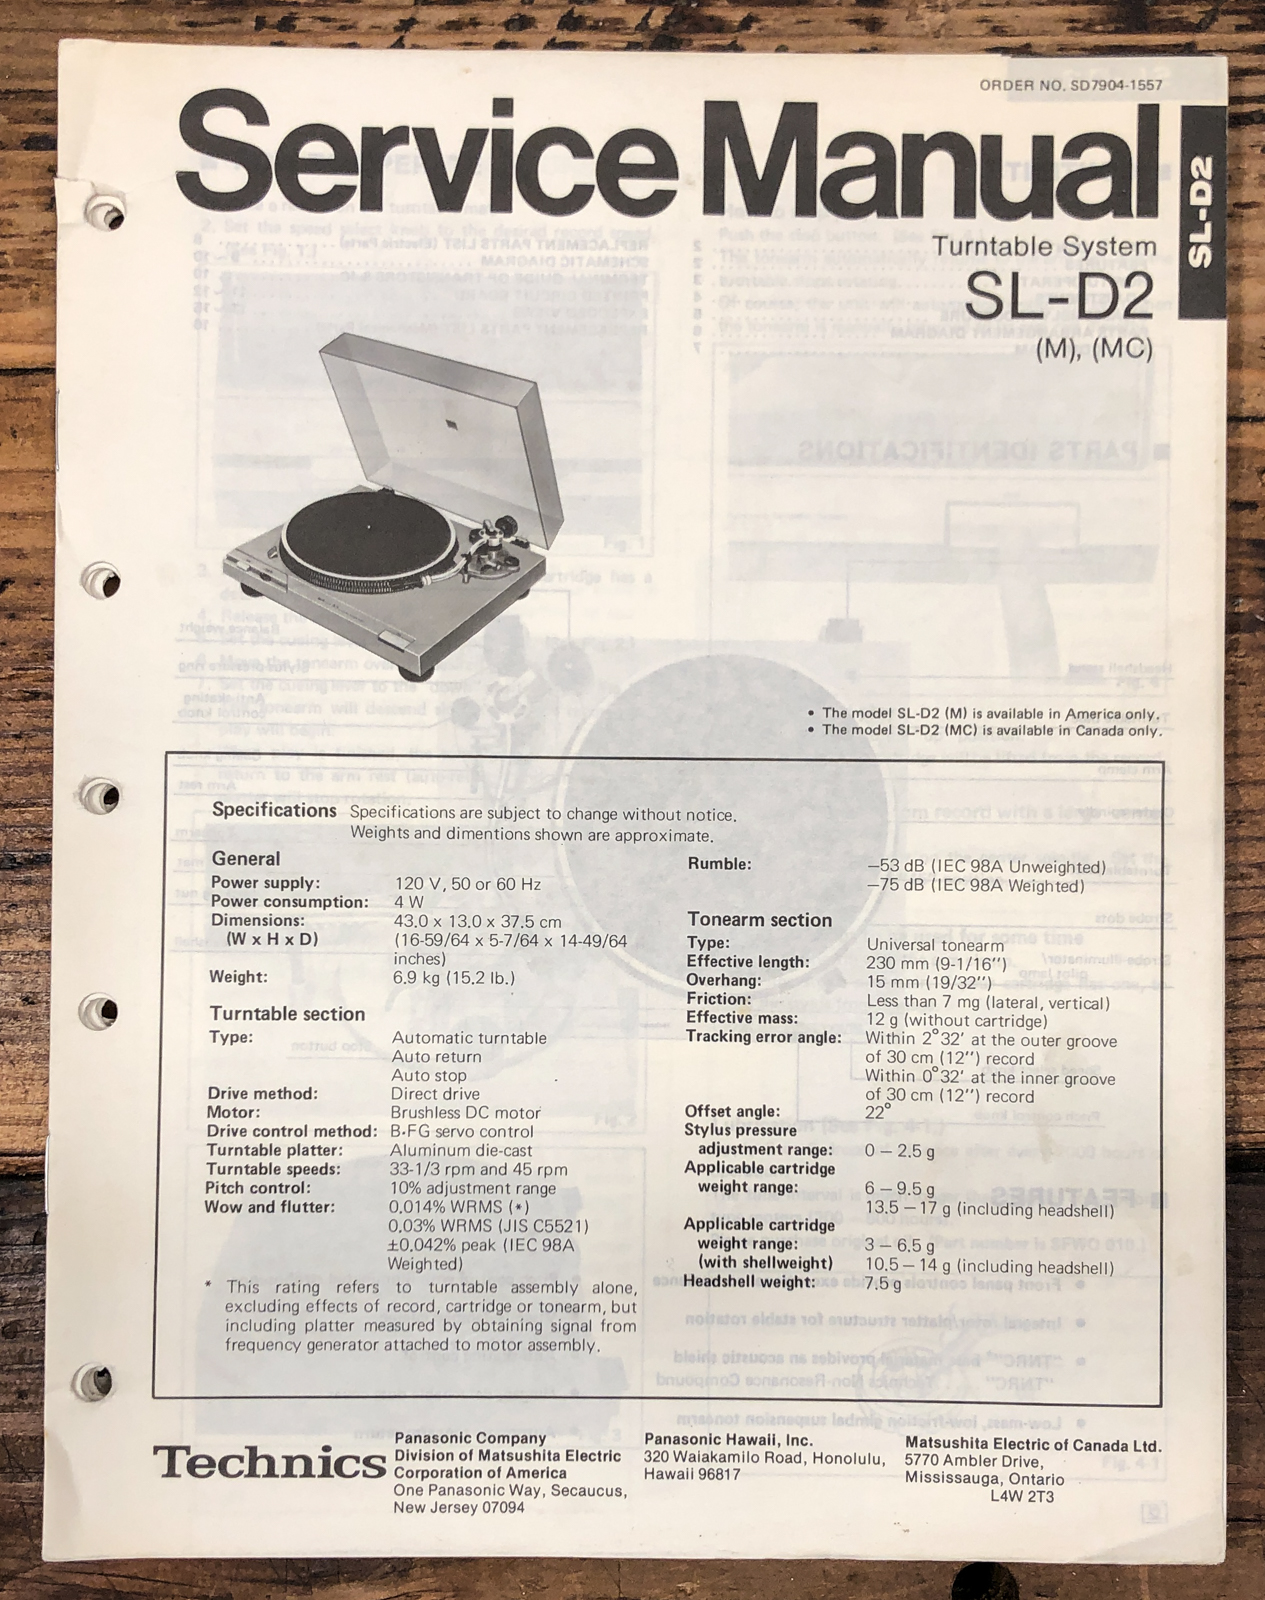 ORDER NO. SD7904-1557
Service Manual
SL-D2
Turntable System
SL-D2
(M), (MC)
• The model SL-D2 (M) is available in America only.
• The model SL-D2 (MC) is available in Canada only.
Specifications Specifications are subject to change without notice.
Weights and dimentions shown are approximate.
General
Power supply: 120 V, 50 or 60 Hz
Power consumption: 4 W
Dimensions: 43.0 x 13.0 x 37.5 cm
(W x H x D) (16-59/64 x 5-7/64 x 14-49/64
inches)
Weight: 6.9 kg (15.2 lb.)
Turntable section
Type: Automatic turntable
Auto return
Auto stop
Drive method: Direct drive
Motor: Brushless DC motor
Drive control method: B•FG servo control
Turntable platter: Aluminum die-cast
Turntable speeds: 33-1/3 rpm and 45 rpm
Pitch control: 10% adjustment range
Wow and flutter: 0.014% WRMS (*)
0.03% WRMS (JIS C5521)
±0.042% peak (IEC 98A
Weighted)
* This rating refers to turntable assembly alone,
excluding effects of record, cartridge or tonearm, but
including platter measured by obtaining signal from
frequency generator attached to motor assembly.
Rumble: –53 dB (IEC 98A Unweighted)
–75 dB (IEC 98A Weighted)
Tonearm section
Type: Universal tonearm
Effective length: 230 mm (9-1/16")
Overhang: 15 mm (19/32")
Friction: Less than 7 mg (lateral, vertical)
Effective mass: 12 g (without cartridge)
Tracking error angle: Within 2°32' at the outer groove
of 30 cm (12") record
Within 0°32' at the inner groove
of 30 cm (12") record
Offset angle: 22°
Stylus pressure
adjustment range: 0 – 2.5 g
Applicable cartridge
weight range: 6 – 9.5 g
13.5 – 17 g (including headshell)
Applicable cartridge
weight range: 3 – 6.5 g
(with shellweight) 10.5 – 14 g (including headshell)
Headshell weight: 7.5 g
Technics
Panasonic Company
Division of Matsushita Electric
Corporation of America
One Panasonic Way, Secaucus,
New Jersey 07094
Panasonic Hawaii, Inc.
320 Waiakamilo Road, Honolulu,
Hawaii 96817
Matsushita Electric of Canada Ltd.
5770 Ambler Drive,
Mississauga, Ontario
L4W 2T3